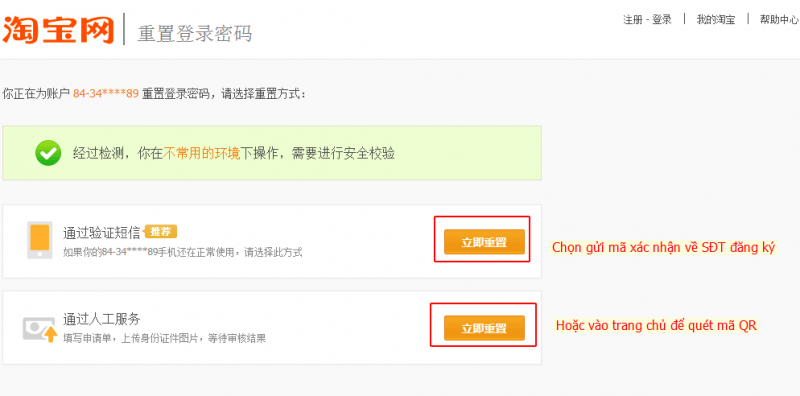 淘宝网 重置登录密码
注册 - 登录 | 我的淘宝 | 帮助中心
你正在为账户 84-34****89 重置登录密码，请选择重置方式：
经过检测，你在不常用的环境下操作，需要进行安全校验
通过验证短信 推荐
如果你的84-34****89手机还在正常使用，请选择此方式
立即重置
Chọn gửi mã xác nhận về SĐT đăng ký
通过人工服务
填写申请单，上传身份证件图片，等待审核结果
立即重置
Hoặc vào trang chủ để quét mã QR